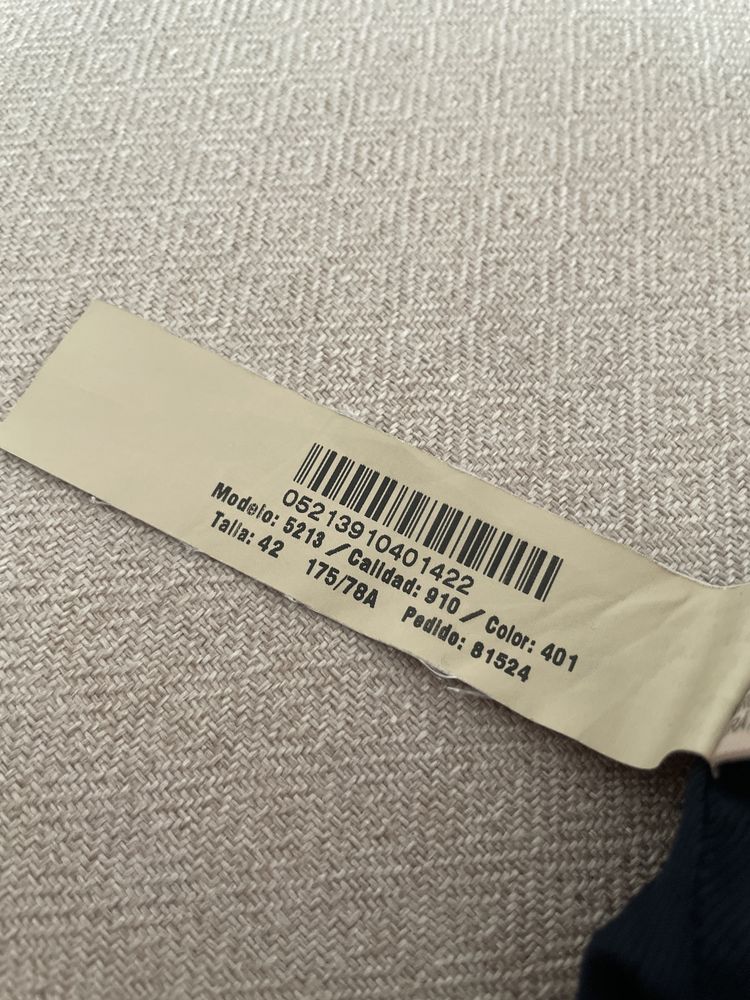 05213910401422
Modelo: 5213 / Calidad: 910 / Color: 401
Talla: 42 175/78A Pedido: 81524